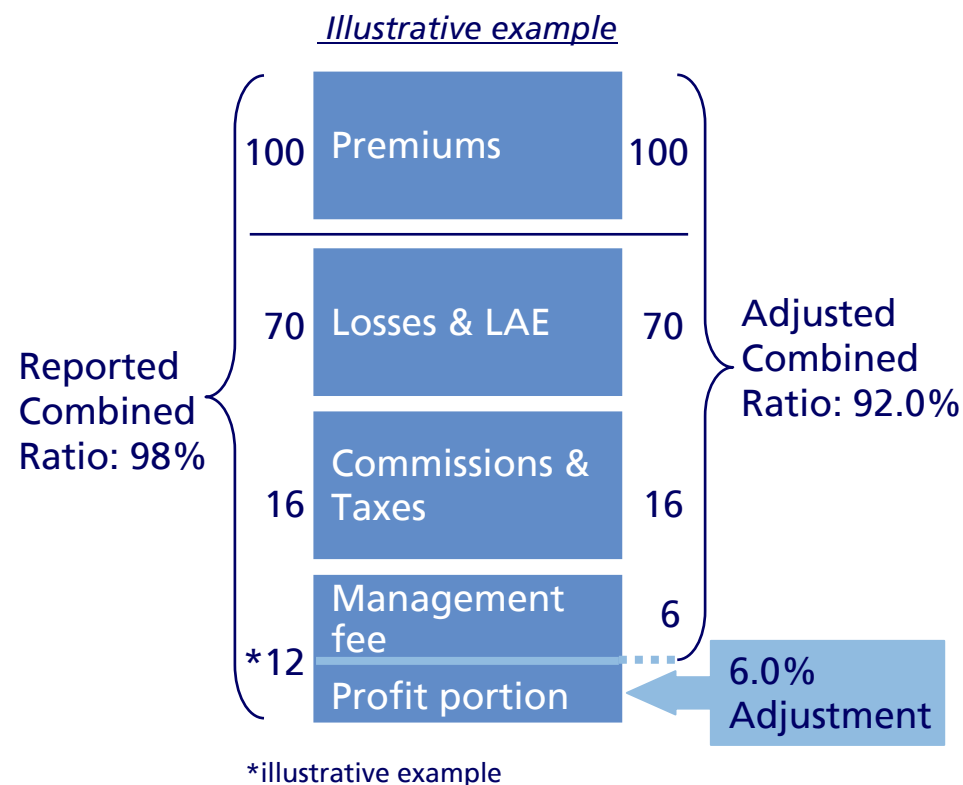 Illustrative example
100 Premiums 100
70 Losses & LAE 70
Reported
Combined
Ratio: 98%
Adjusted
Combined
Ratio: 92.0%
Commissions &
16 Taxes 16
Management
fee
6
*12
Profit portion
6.0%
Adjustment
*illustrative example